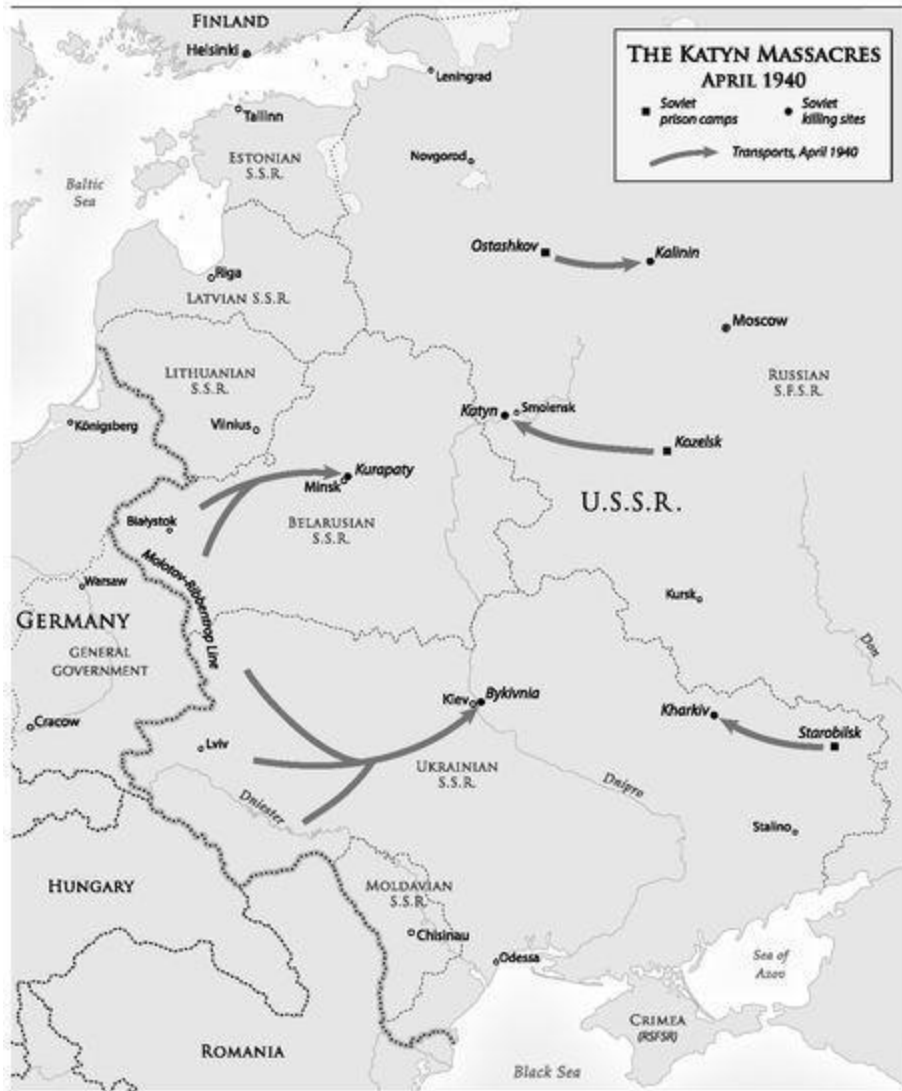 FINLAND
Helsinki
Leningrad
THE KATYN MASSACRES
APRIL 1940
Soviet
prison camps
Soviet
killing sites
Transports, April 1940
Tallinn
ESTONIAN
S.S.R.
Novgorod
Baltic
Sea
Ostashkov
Kalinin
Riga
LATVIAN S.S.R.
Moscow
LITHUANIAN
S.S.R.
RUSSIAN
S.F.S.R.
Königsberg
Vilnius
Katyn
Smolensk
Kozelsk
Kurapaty
Minsk
U.S.S.R.
Białystok
BELARUSIAN
S.S.R.
Molotov-Ribbentrop Line
Warsaw
Kursk
GERMANY
GENERAL
GOVERNMENT
Don
Cracow
Lviv
Kiev
Bykivnia
Kharkiv
Starobilsk
UKRAINIAN
S.S.R.
Dniester
Dnipro
Stalino
HUNGARY
MOLDAVIAN
S.S.R.
Chisinau
Odessa
Sea of
Azov
CRIMEA
(RSFSR)
ROMANIA
Black Sea